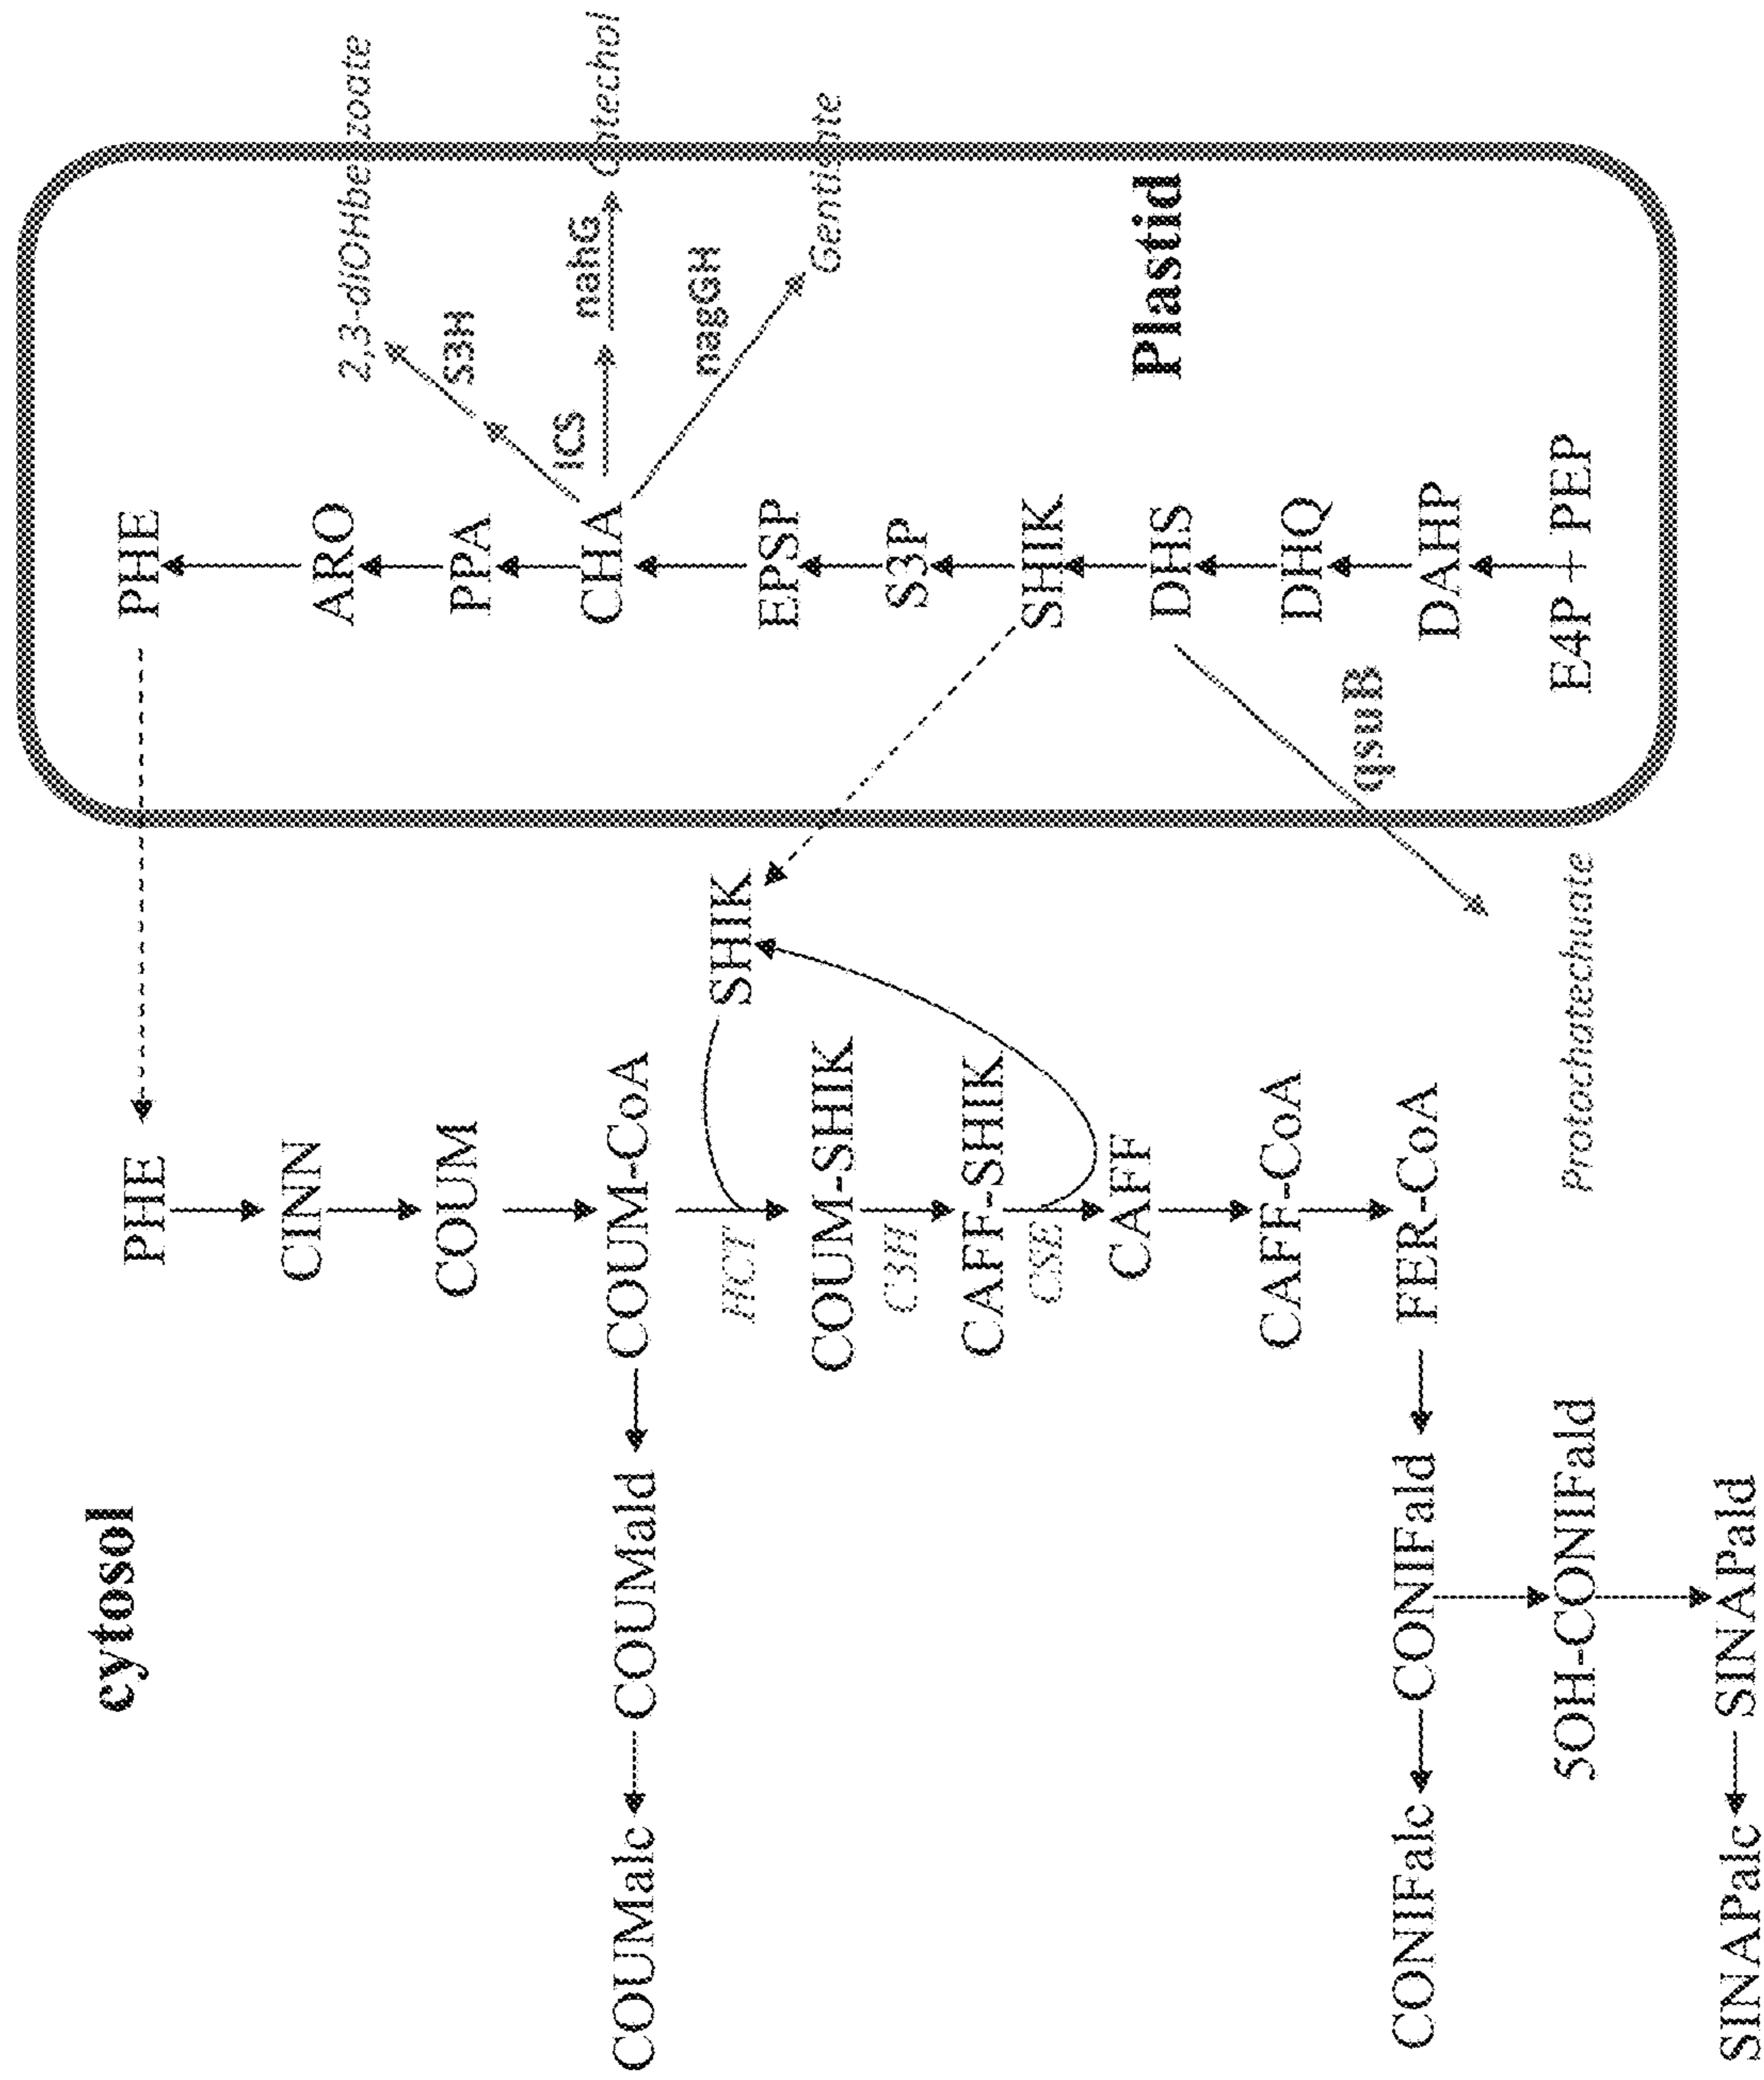 cytosol
PHE
PHE
CINN
ARO
2,3-diOHbenzoate
COUM
PPA
S3H
COUMalc
COUMald
COUM-CoA
CHA
ICS
nahG
Catechol
nagGH
HCT
SHIK
EPSP
Gentisate
COUM-SHIK
C3H
S3P
CAFF-SHIK
CSE
SHIK
CAFF
DHS
Plastid
CAFF-CoA
DHQ
qsuB
CONIFalc
CONIFald
FER-CoA
DAHP
5OH-CONIFald
Protochatechuate
E4P + PEP
SINAPalc
SINAPald